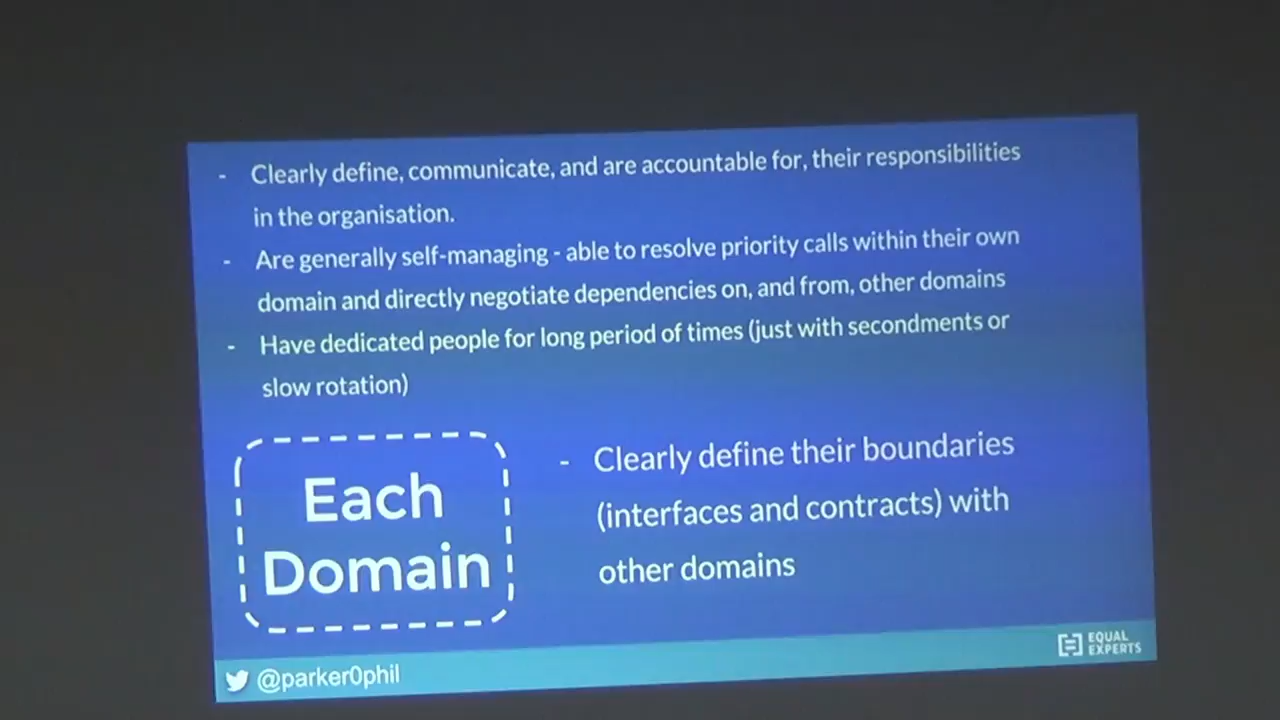 - Clearly define, communicate, and are accountable for, their responsibilities
in the organisation.
- Are generally self-managing - able to resolve priority calls within their own
domain and directly negotiate dependencies on, and from, other domains
- Have dedicated people for long period of times (just with secondments or
slow rotation)
Each
Domain
- Clearly define their boundaries
(interfaces and contracts) with
other domains
@parker0phil
EQUAL
EXPERTS